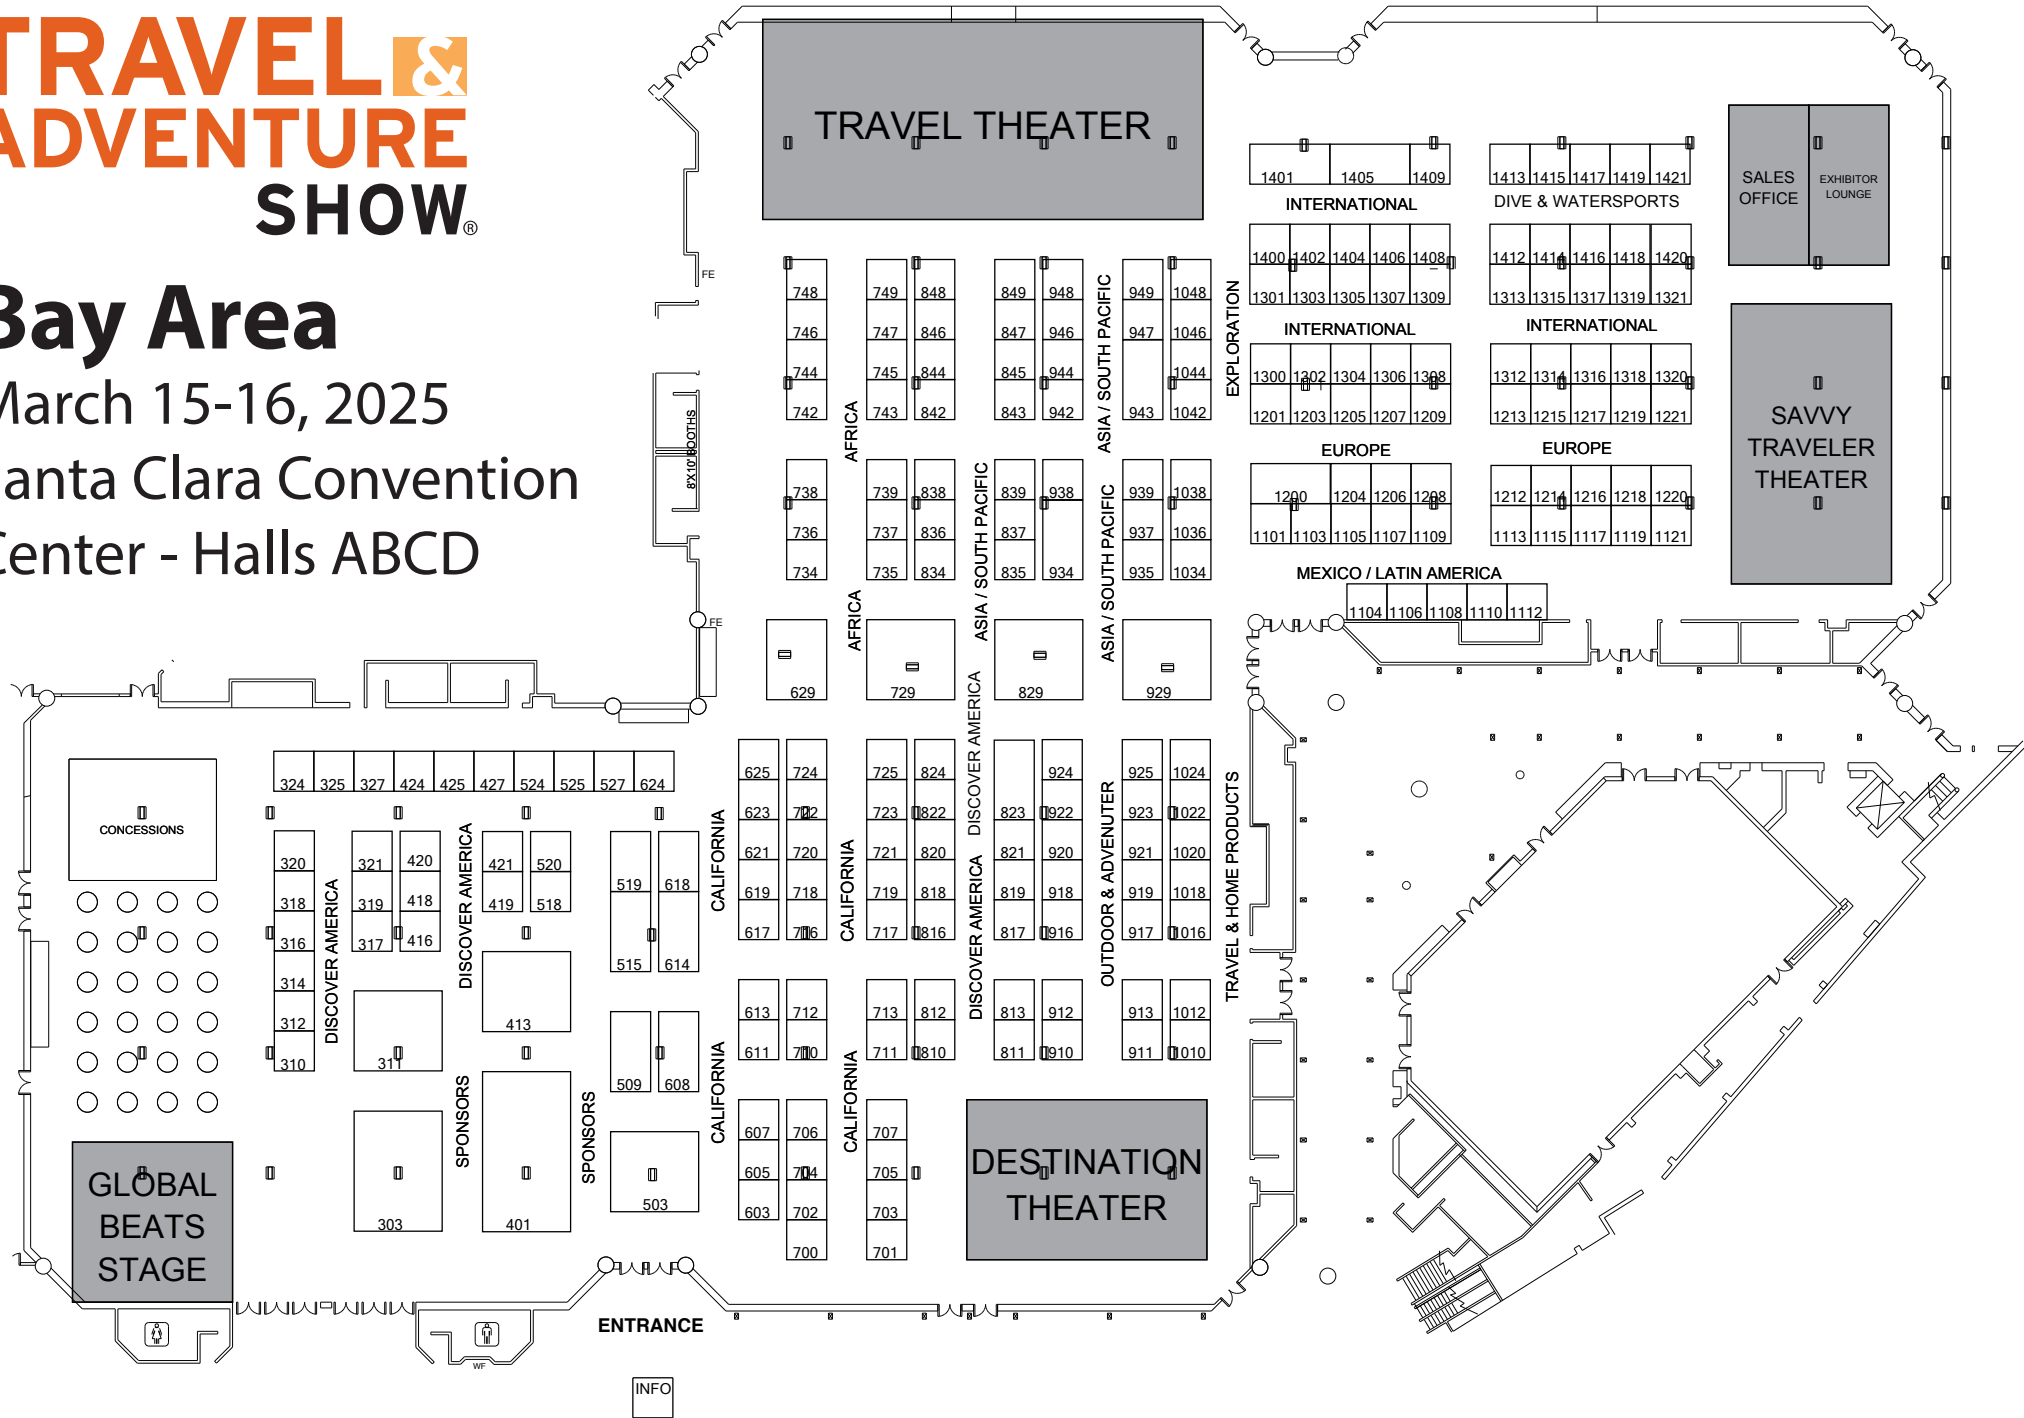 TRAVEL &
ADVENTURE
SHOW®
Bay Area
March 15-16, 2025
Santa Clara Convention
Center - Halls ABCD
TRAVEL THEATER
SALES
OFFICE
EXHIBITOR
LOUNGE
1401 1405 1409
1413 1415 1417 1419 1421
INTERNATIONAL
DIVE & WATERSPORTS
1400 1402 1404 1406 1408
1412 1414 1416 1418 1420
1301 1303 1305 1307 1309
1313 1315 1317 1319 1321
INTERNATIONAL
INTERNATIONAL
1300 1302 1304 1306 1308
1312 1314 1316 1318 1320
1201 1203 1205 1207 1209
1213 1215 1217 1219 1221
EUROPE
EUROPE
1200 1204 1206 1208
1212 1214 1216 1218 1220
1101 1103 1105 1107 1109
1113 1115 1117 1119 1121
MEXICO / LATIN AMERICA
1104 1106 1108 1110 1112
SAVVY
TRAVELER
THEATER
EXPLORATION
FE
8'X10' BOOTHS
FE
748 749 848 849 948 949 1048
746 747 846 847 946 947 1046
744 745 844 845 944 1044
742 743 842 843 942 943 1042
AFRICA
ASIA / SOUTH PACIFIC
738 739 838 839 938 939 1038
736 737 836 837 937 1036
734 735 834 835 934 935 1034
AFRICA
ASIA / SOUTH PACIFIC
ASIA / SOUTH PACIFIC
629 729 829 929
DISCOVER AMERICA
324 325 327 424 425 427 524 525 527 624
625 724 725 824 924 925 1024
623 722 723 822 823 922 923 1022
621 720 721 820 821 920 921 1020
619 718 719 818 819 918 919 1018
617 716 717 816 817 916 917 1016
613 712 713 812 813 912 913 1012
611 710 711 810 811 910 911 1010
607 706 707
605 704 705
603 702 703
700 701
CALIFORNIA
CALIFORNIA
CALIFORNIA
CALIFORNIA
DISCOVER AMERICA
OUTDOOR & ADVENUTER
TRAVEL & HOME PRODUCTS
CONCESSIONS
320 321 420 421 520
318 319 418 419 518
316 317 416
314
312
310
519 618
515 614
413
311
509 608
303 401 503
DISCOVER AMERICA
DISCOVER AMERICA
SPONSORS
SPONSORS
DESTINATION
THEATER
GLOBAL
BEATS
STAGE
WF
ENTRANCE
INFO